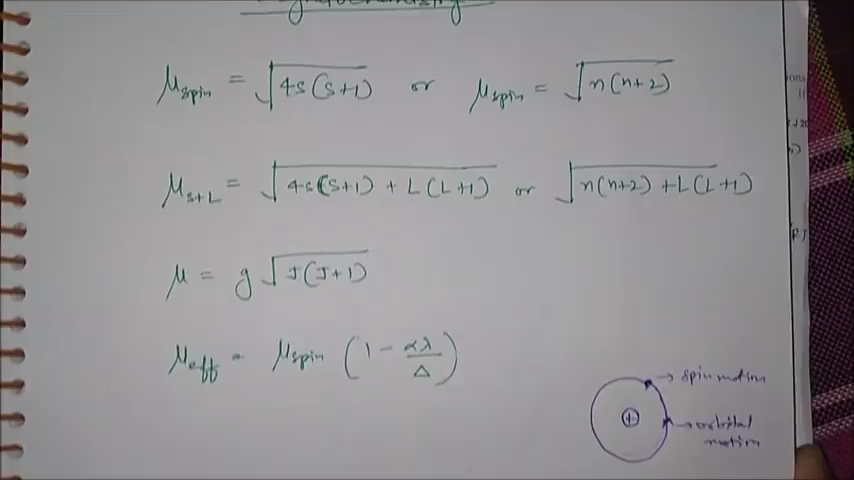 μspin = √4s(s+1) or μspin = √n(n+2)
μs+L = √4s(s+1) + L(L+1) or √n(n+2) + L(L+1)
μ = g √J(J+1)
μeff = μspin (1 - αλ/Δ)
→ spin motion
⊕
→ orbital
motion